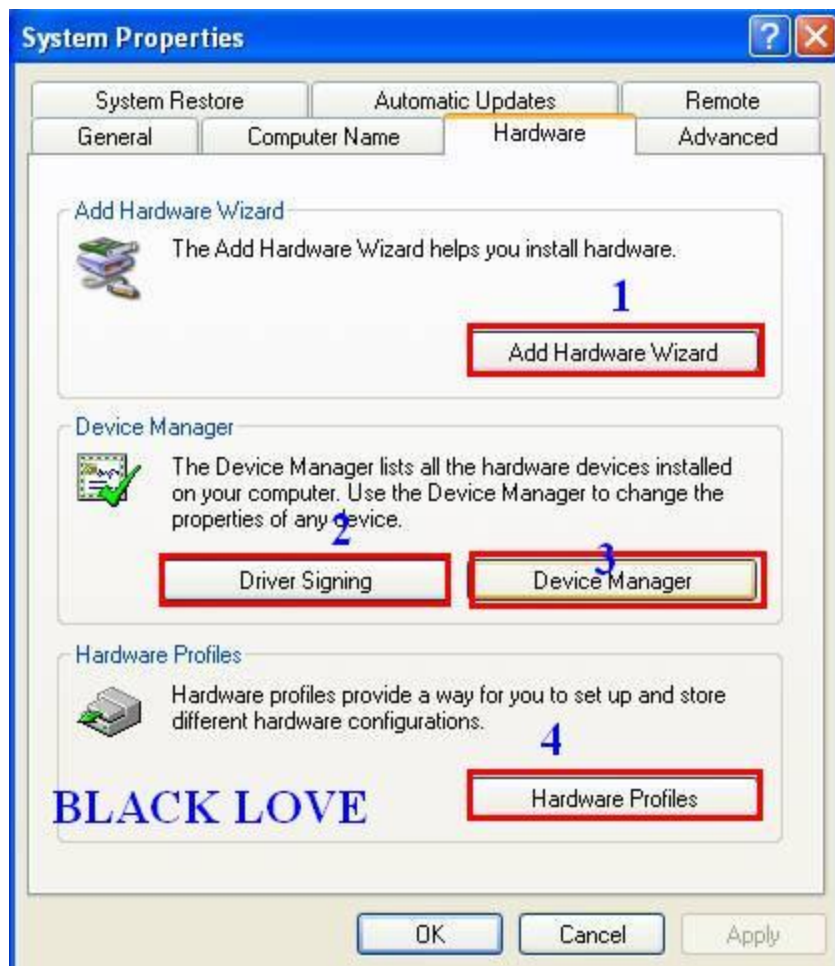 System Properties
System Restore Automatic Updates Remote
General Computer Name Hardware Advanced
Add Hardware Wizard
The Add Hardware Wizard helps you install hardware.
1
Add Hardware Wizard
Device Manager
The Device Manager lists all the hardware devices installed
on your computer. Use the Device Manager to change the
properties of any device.
2
3
Driver Signing Device Manager
Hardware Profiles
Hardware profiles provide a way for you to set up and store
different hardware configurations.
4
BLACK LOVE
Hardware Profiles
OK Cancel Apply